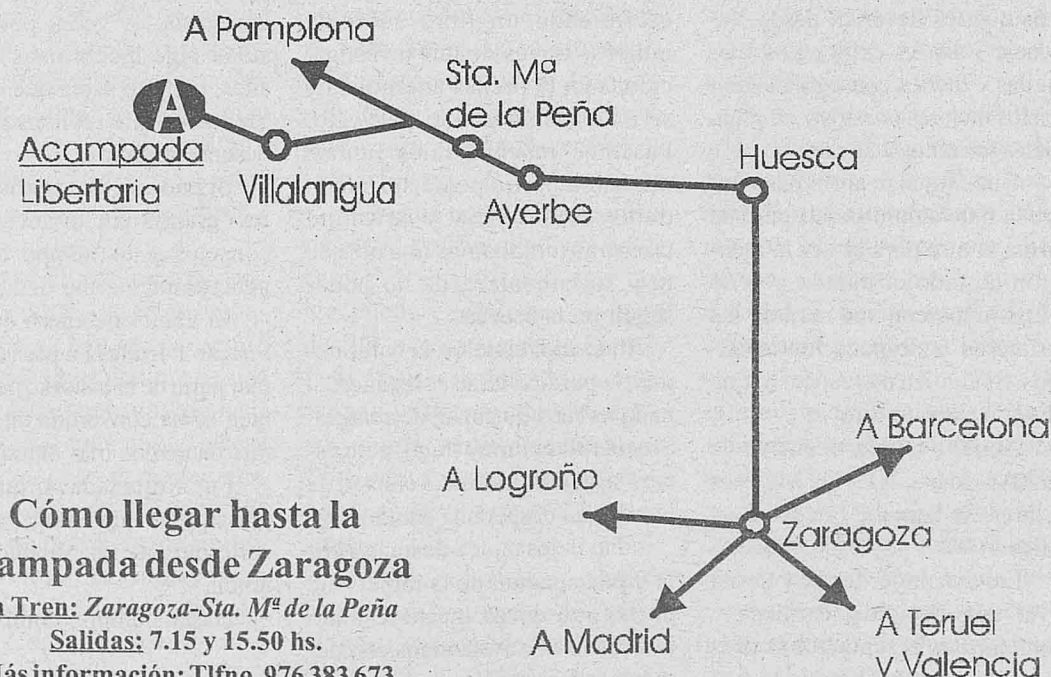 A Pamplona
Sta. Mª
de la Peña
A
Acampada
Libertaria
Villalangua
Ayerbe
Huesca
A Barcelona
A Logroño
Zaragoza
A Madrid
A Teruel
y Valencia
Cómo llegar hasta la
ampada desde Zaragoza
Tren: Zaragoza-Sta. Mª de la Peña
Salidas: 7.15 y 15.50 hs.
Más información: Tlfno. 976 383 673